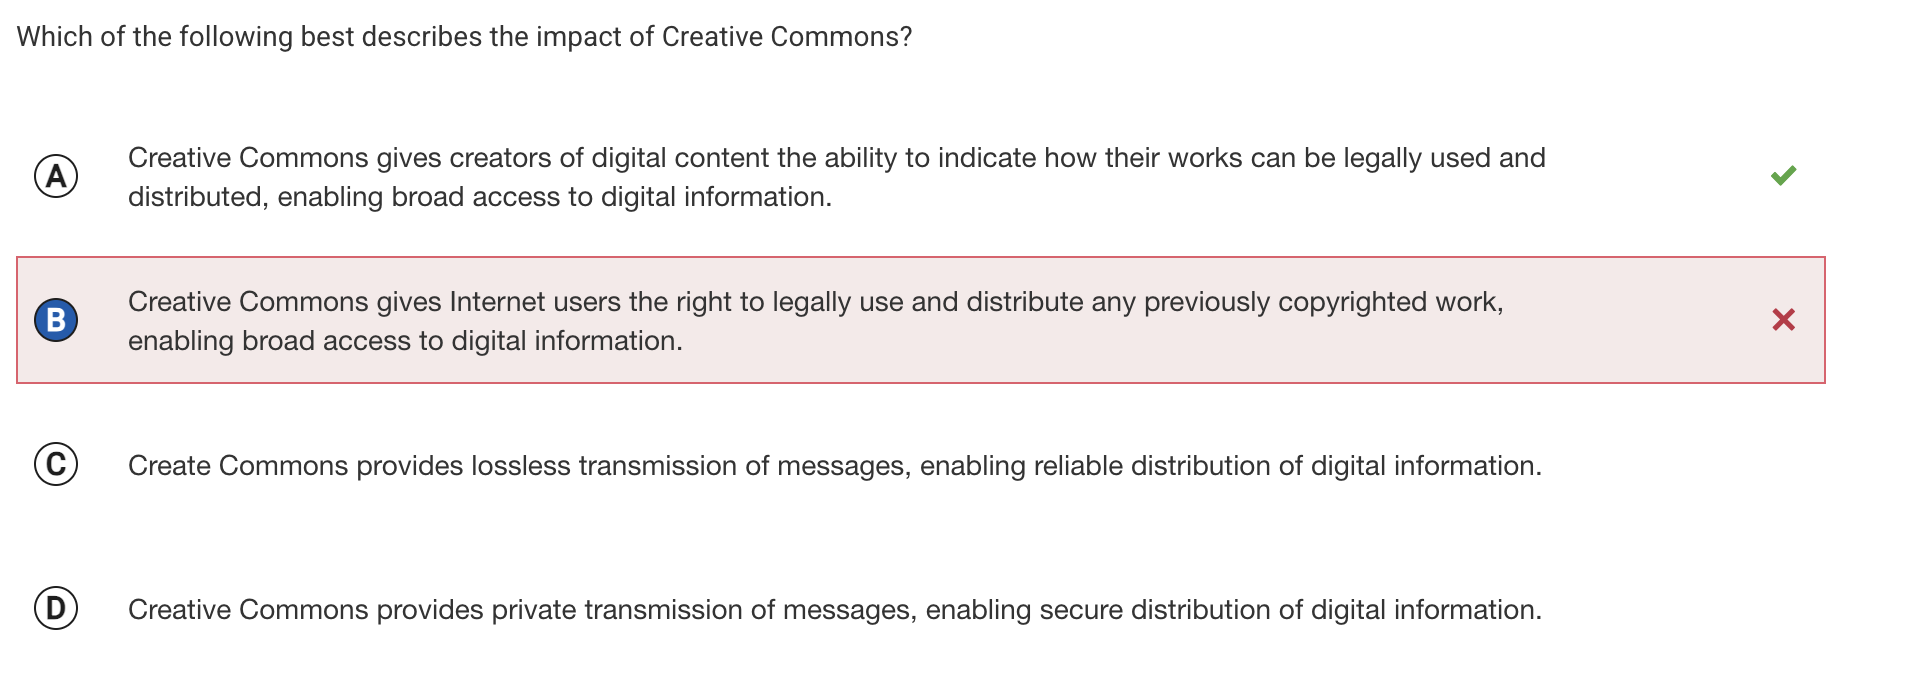 Which of the following best describes the impact of Creative Commons?
A
Creative Commons gives creators of digital content the ability to indicate how their works can be legally used and
distributed, enabling broad access to digital information.
B
Creative Commons gives Internet users the right to legally use and distribute any previously copyrighted work,
enabling broad access to digital information.
C
Create Commons provides lossless transmission of messages, enabling reliable distribution of digital information.
D
Creative Commons provides private transmission of messages, enabling secure distribution of digital information.